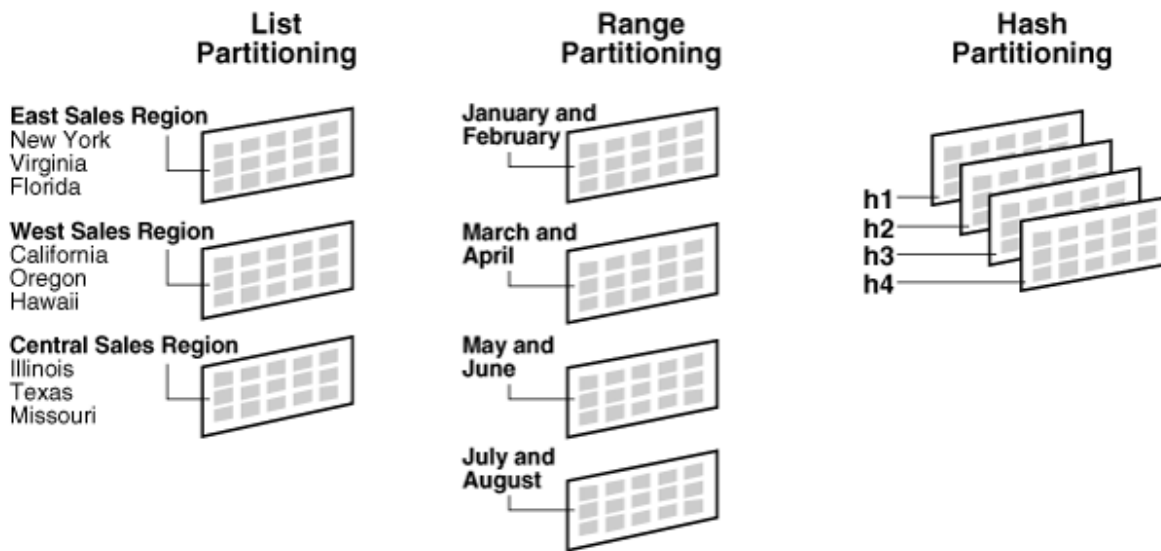 List
Partitioning
East Sales Region
New York
Virginia
Florida
West Sales Region
California
Oregon
Hawaii
Central Sales Region
Illinois
Texas
Missouri
Range
Partitioning
January and
February
March and
April
May and
June
July and
August
Hash
Partitioning
h1
h2
h3
h4